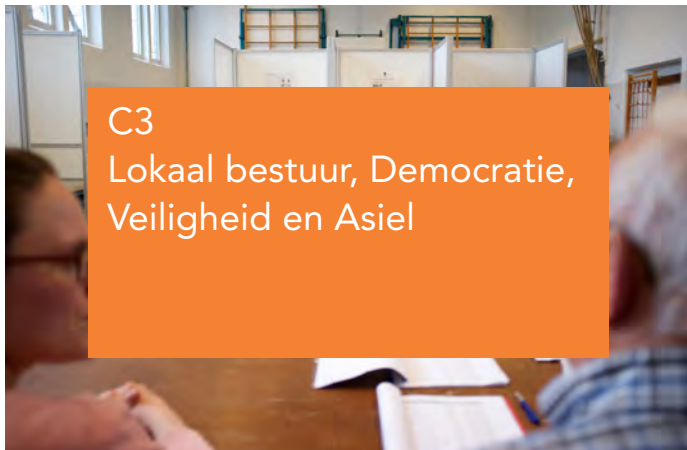 C3
Lokaal bestuur, Democratie,
Veiligheid en Asiel